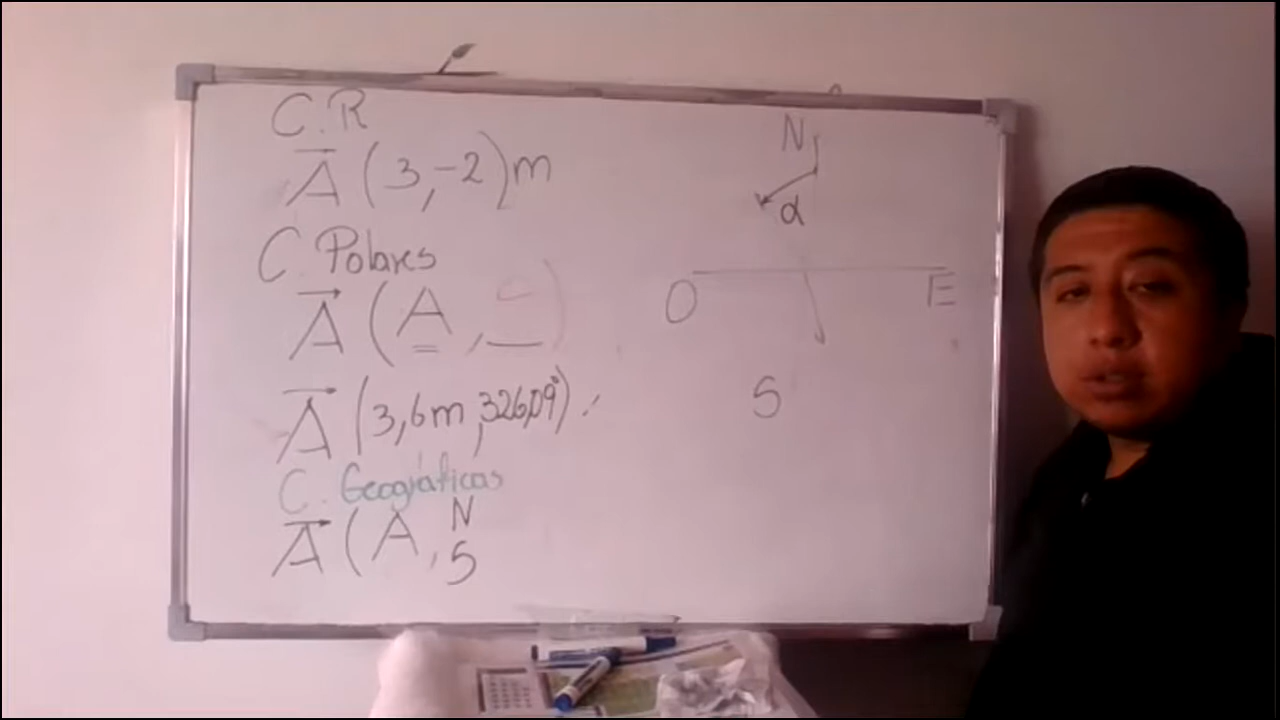 C.R
A (3,-2)m
C. Polares
A (A, )
A (3,6m, 326,09°)
C. Geográficas
A (A, N
S
N
α
O E
S